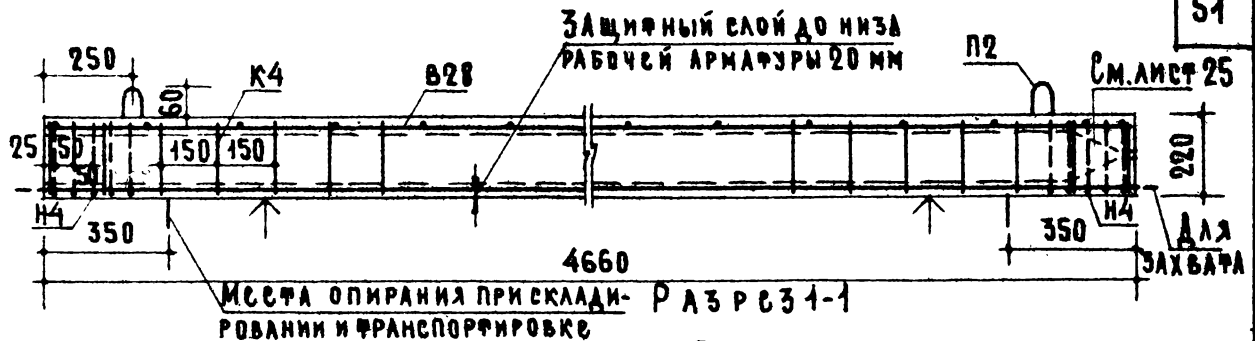 51
Защитный слой до низа
рабочей арматуры 20 мм
250
К4
В28
П2
См. лист 25
60
25
50
150
150
220
Н4
Н4
350
350
Для
захвата
4660
Места опирания при склади-
ровании и транспортировке
Разрез 1-1